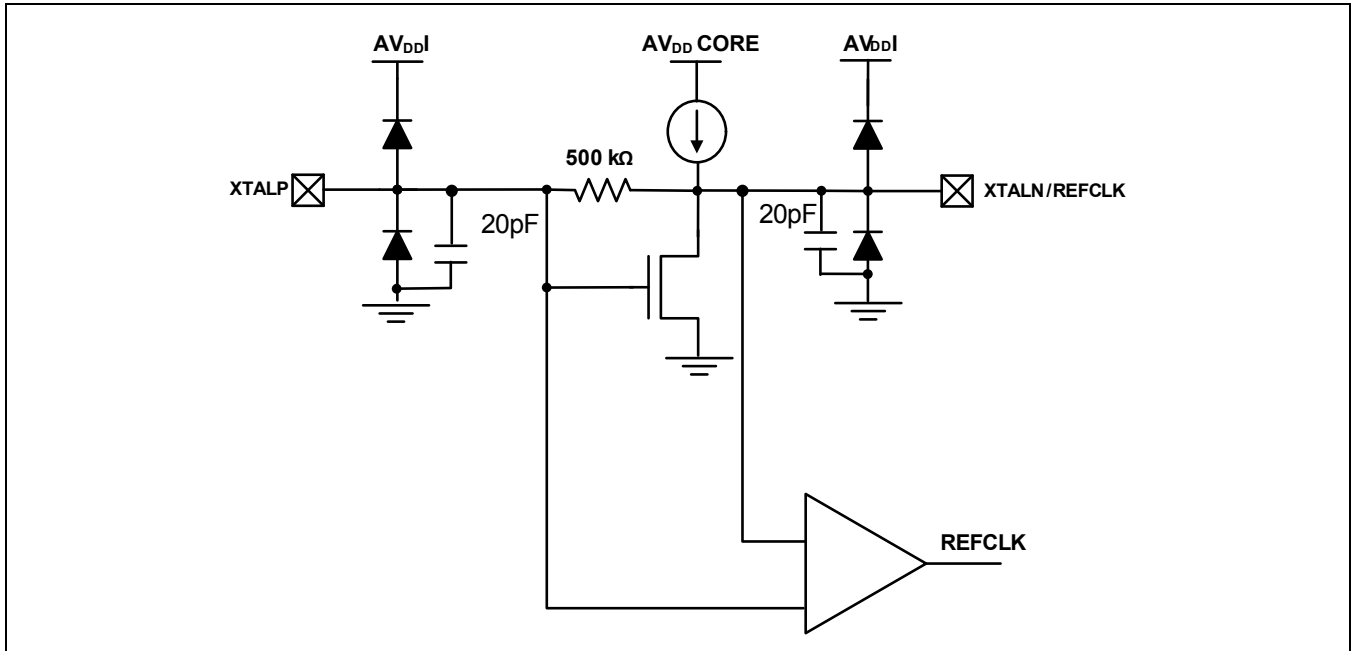 AVDDI
AVDD CORE
AVDDI
500 kΩ
XTALP
XTALN/REFCLK
20pF
20pF
REFCLK